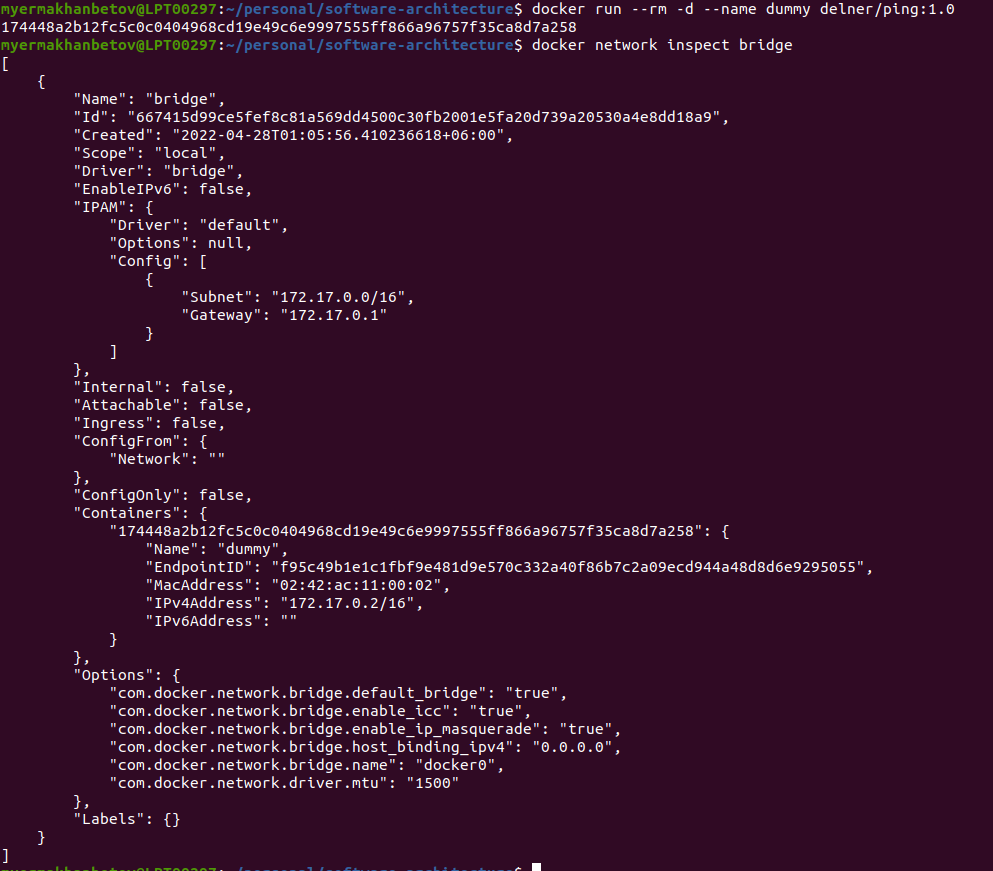 myermakhanbetov@LPT00297:~/personal/software-architecture$ docker run --rm -d --name dummy delner/ping:1.0
174448a2b12fc5c0c0404968cd19e49c6e9997555ff866a96757f35ca8d7a258
myermakhanbetov@LPT00297:~/personal/software-architecture$ docker network inspect bridge
[
    {
        "Name": "bridge",
        "Id": "667415d99ce5fef8c81a569dd4500c30fb2001e5fa20d739a20530a4e8dd18a9",
        "Created": "2022-04-28T01:05:56.410236618+06:00",
        "Scope": "local",
        "Driver": "bridge",
        "EnableIPv6": false,
        "IPAM": {
            "Driver": "default",
            "Options": null,
            "Config": [
                {
                    "Subnet": "172.17.0.0/16",
                    "Gateway": "172.17.0.1"
                }
            ]
        },
        "Internal": false,
        "Attachable": false,
        "Ingress": false,
        "ConfigFrom": {
            "Network": ""
        },
        "ConfigOnly": false,
        "Containers": {
            "174448a2b12fc5c0c0404968cd19e49c6e9997555ff866a96757f35ca8d7a258": {
                "Name": "dummy",
                "EndpointID": "f95c49b1e1c1fbf9e481d9e570c332a40f86b7c2a09ecd944a48d8d6e9295055",
                "MacAddress": "02:42:ac:11:00:02",
                "IPv4Address": "172.17.0.2/16",
                "IPv6Address": ""
            }
        },
        "Options": {
            "com.docker.network.bridge.default_bridge": "true",
            "com.docker.network.bridge.enable_icc": "true",
            "com.docker.network.bridge.enable_ip_masquerade": "true",
            "com.docker.network.bridge.host_binding_ipv4": "0.0.0.0",
            "com.docker.network.bridge.name": "docker0",
            "com.docker.network.driver.mtu": "1500"
        },
        "Labels": {}
    }
]
myermakhanbetov@LPT00297:~/personal/software-architecture$